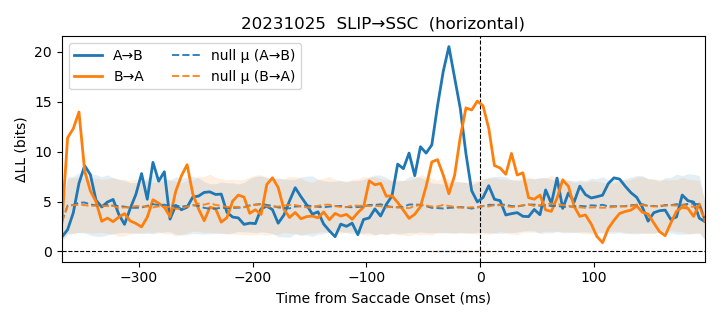 20231025  SLIP→SSC  (horizontal)
A→B
B→A
null μ (A→B)
null μ (B→A)
ΔLL (bits)
20
15
10
5
0
−300
−200
−100
0
100
Time from Saccade Onset (ms)